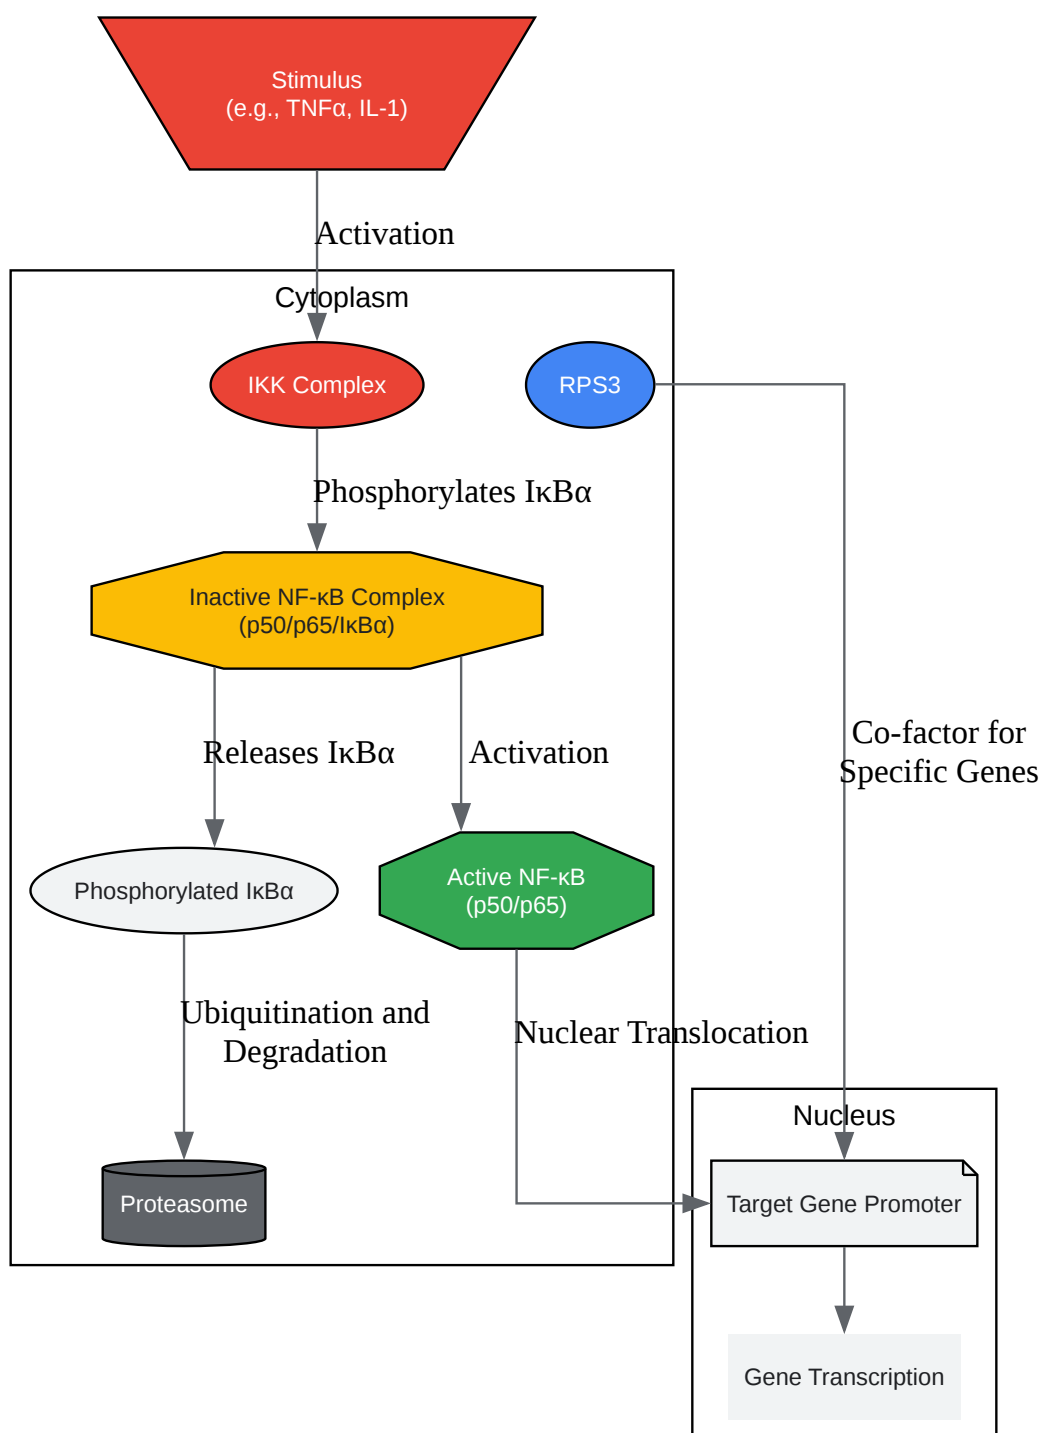 Stimulus
(e.g., TNFα, IL-1)
Activation
Cytoplasm
IKK Complex
RPS3
Phosphorylates IκBα
Inactive NF-κB Complex
(p50/p65/IκBα)
Releases IκBα
Activation
Co-factor for
Specific Genes
Phosphorylated IκBα
Active NF-κB
(p50/p65)
Ubiquitination and
Degradation
Nuclear Translocation
Nucleus
Proteasome
Target Gene Promoter
Gene Transcription